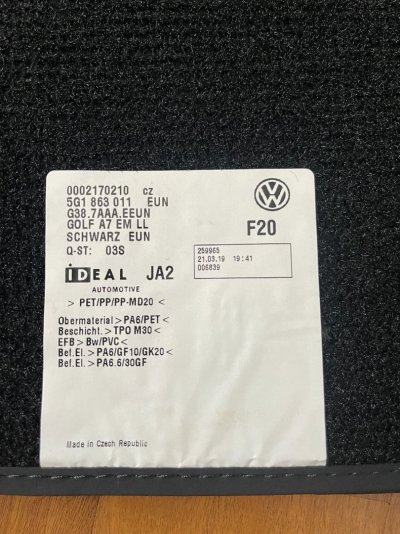 0002170210 CZ
5G1 863 011 EUN
G38.7AAA.EEUN
GOLF A7 EM LL
SCHWARZ EUN
Q-ST: 03S
F20
259965
21.03.19 19:41
006839
iDEAL JA2
AUTOMOTIVE
> PET/PP/PP-MD20 <
Obermaterial > PA6/PET <
Beschicht. > TPO M30 <
EFB > Bw/PVC <
Bef.El. > PA6/GF10/GK20 <
Bef.El. > PA6.6/30GF
Made in Czech Republic